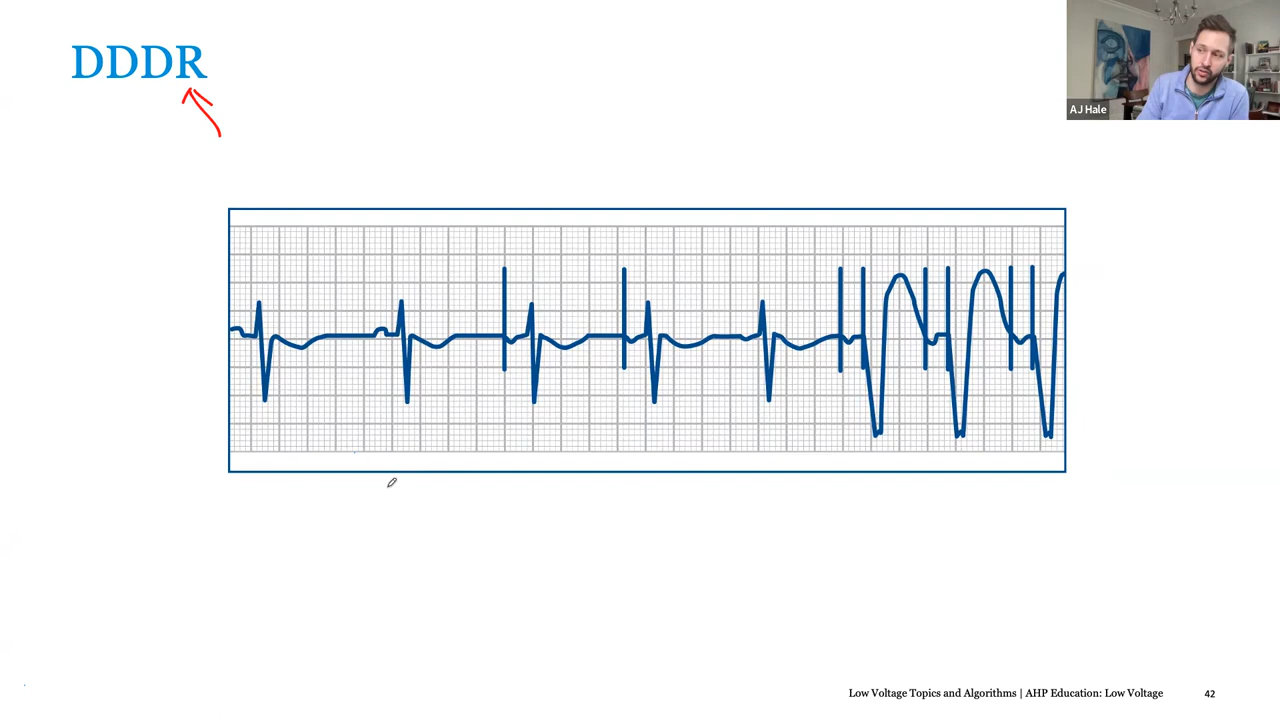 DDDR
AJ Hale
Low Voltage Topics and Algorithms | AHP Education: Low Voltage 42